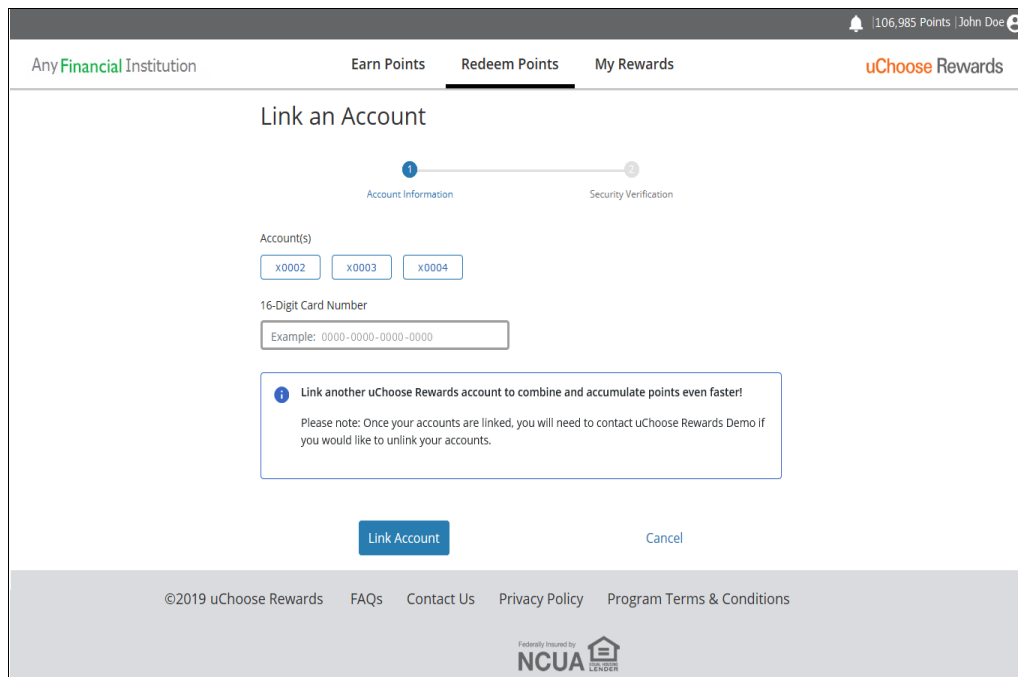 |106,985 Points |John Doe
Any Financial Institution
Earn Points Redeem Points My Rewards
uChoose Rewards
Link an Account
1 2
Account Information Security Verification
Account(s)
x0002 x0003 x0004
16-Digit Card Number
Example: 0000-0000-0000-0000
Link another uChoose Rewards account to combine and accumulate points even faster!
Please note: Once your accounts are linked, you will need to contact uChoose Rewards Demo if
you would like to unlink your accounts.
Link Account Cancel
©2019 uChoose Rewards FAQs Contact Us Privacy Policy Program Terms & Conditions
Federally Insured by
NCUA
EQUAL HOUSING
LENDER